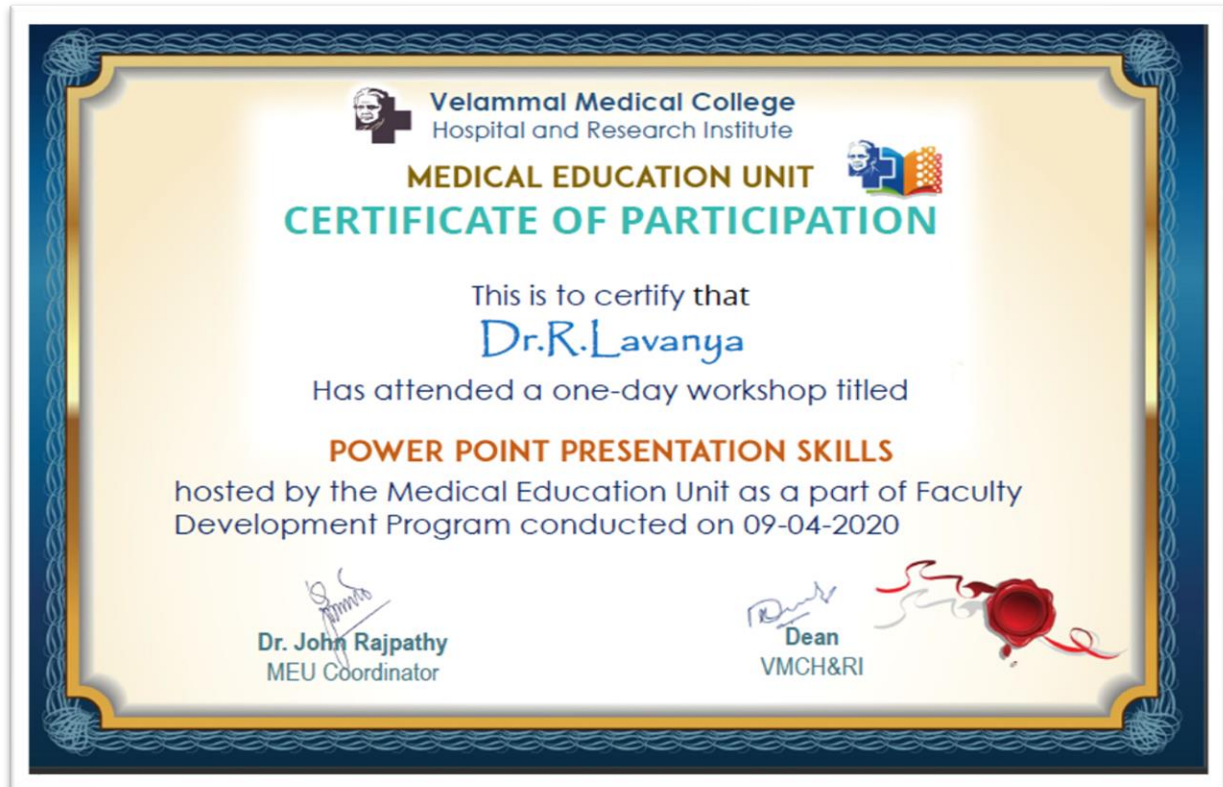 Velammal Medical College
Hospital and Research Institute
MEDICAL EDUCATION UNIT
CERTIFICATE OF PARTICIPATION
This is to certify that
Dr.R.Lavanya
Has attended a one-day workshop titled
POWER POINT PRESENTATION SKILLS
hosted by the Medical Education Unit as a part of Faculty
Development Program conducted on 09-04-2020
Dr. John Rajpathy
MEU Coordinator
Dean
VMCH&RI